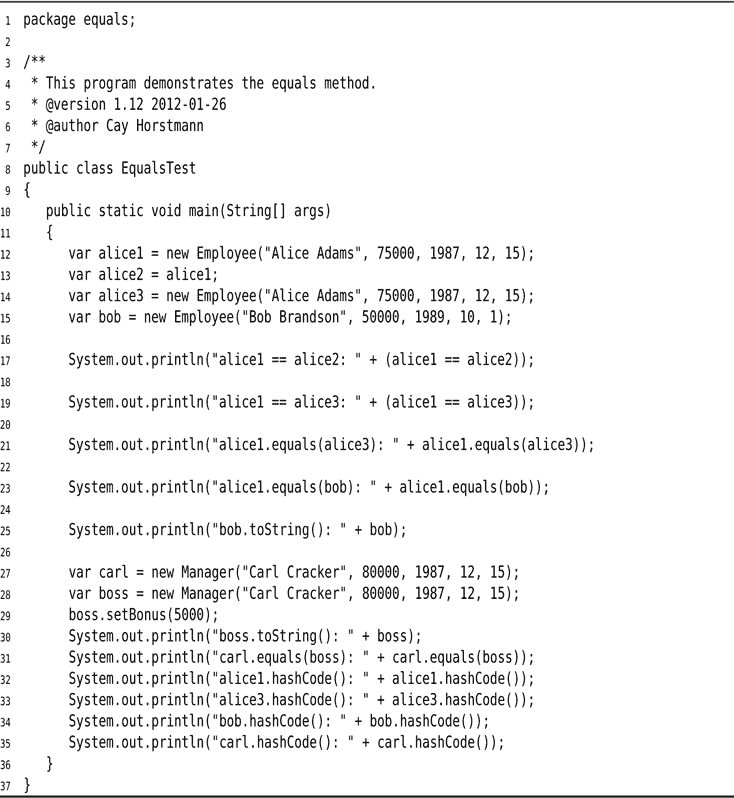 1 package equals;
2
3 /**
4  * This program demonstrates the equals method.
5  * @version 1.12 2012-01-26
6  * @author Cay Horstmann
7  */
8 public class EqualsTest
9 {
10    public static void main(String[] args)
11    {
12       var alice1 = new Employee("Alice Adams", 75000, 1987, 12, 15);
13       var alice2 = alice1;
14       var alice3 = new Employee("Alice Adams", 75000, 1987, 12, 15);
15       var bob = new Employee("Bob Brandson", 50000, 1989, 10, 1);
16
17       System.out.println("alice1 == alice2: " + (alice1 == alice2));
18
19       System.out.println("alice1 == alice3: " + (alice1 == alice3));
20
21       System.out.println("alice1.equals(alice3): " + alice1.equals(alice3));
22
23       System.out.println("alice1.equals(bob): " + alice1.equals(bob));
24
25       System.out.println("bob.toString(): " + bob);
26
27       var carl = new Manager("Carl Cracker", 80000, 1987, 12, 15);
28       var boss = new Manager("Carl Cracker", 80000, 1987, 12, 15);
29       boss.setBonus(5000);
30       System.out.println("boss.toString(): " + boss);
31       System.out.println("carl.equals(boss): " + carl.equals(boss));
32       System.out.println("alice1.hashCode(): " + alice1.hashCode());
33       System.out.println("alice3.hashCode(): " + alice3.hashCode());
34       System.out.println("bob.hashCode(): " + bob.hashCode());
35       System.out.println("carl.hashCode(): " + carl.hashCode());
36    }
37 }